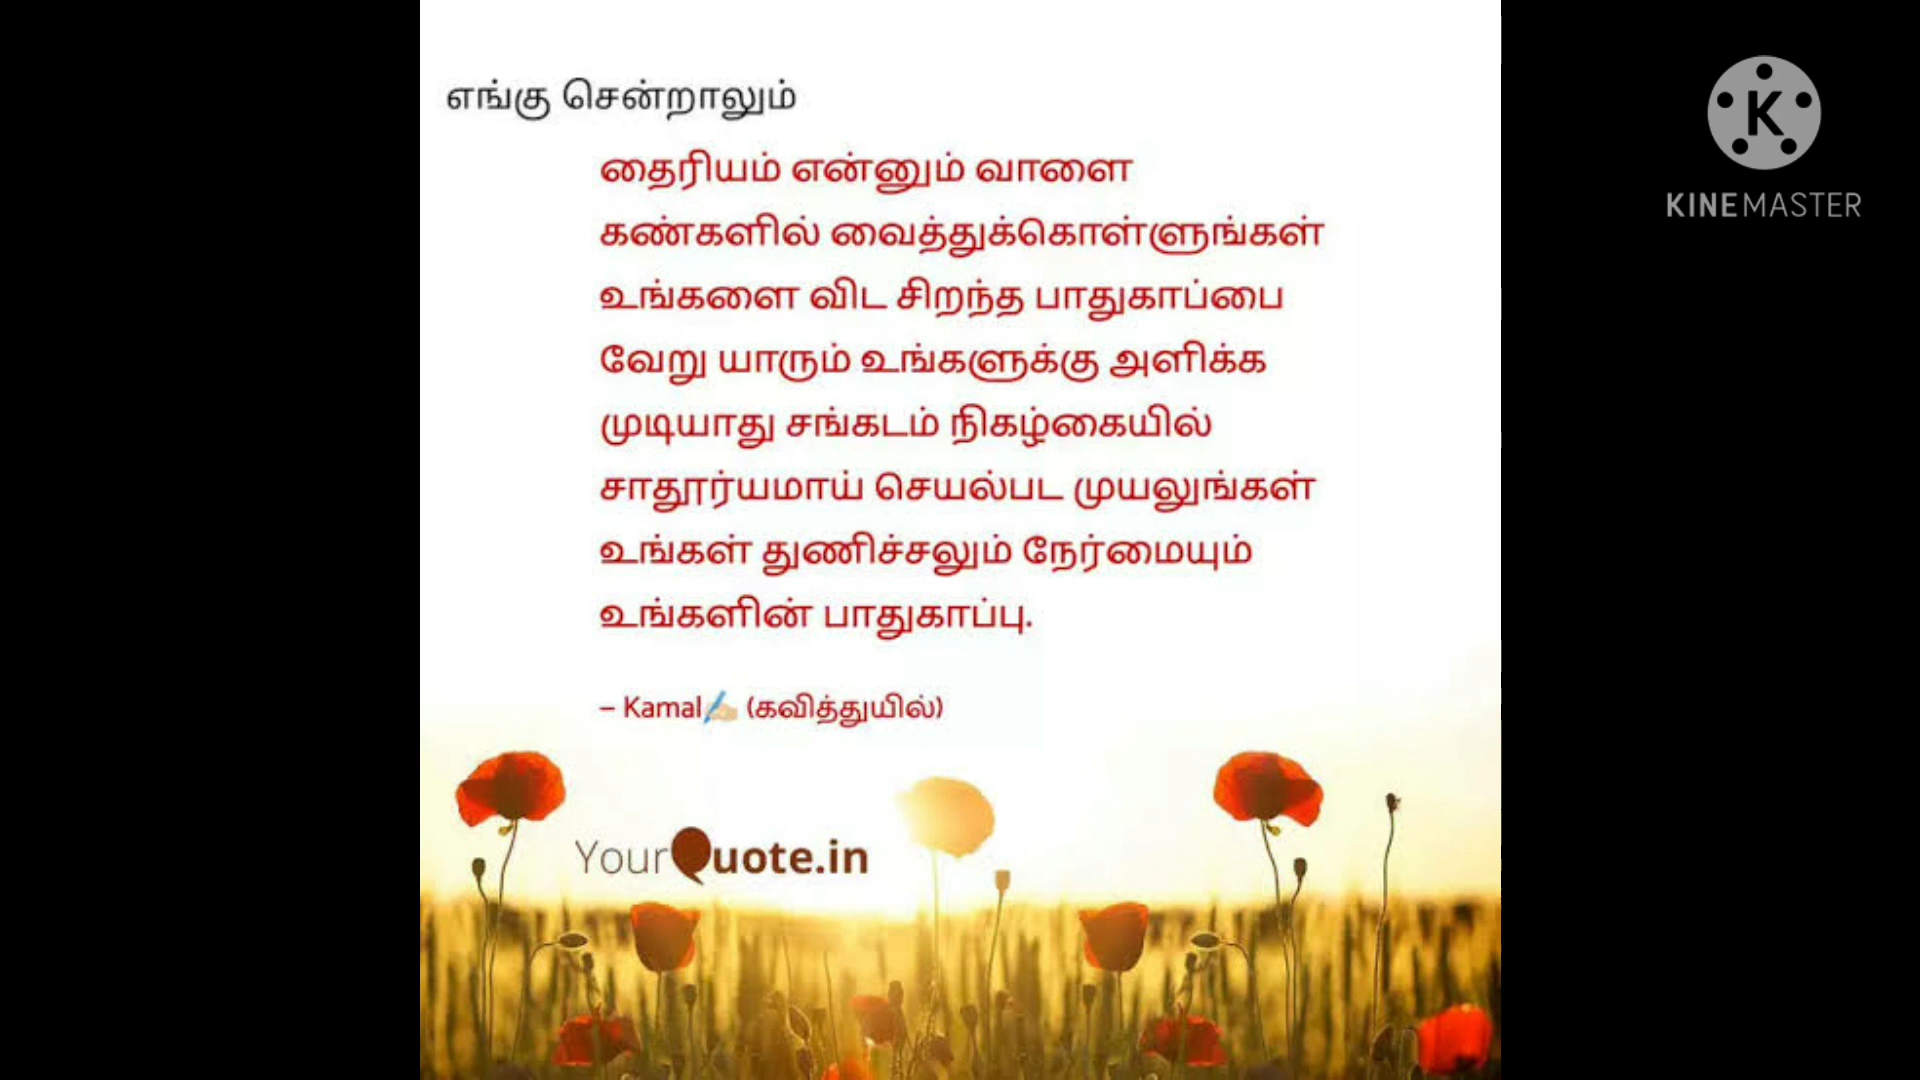 எங்கு சென்றாலும்
தைரியம் என்னும் வாளை
கண்களில் வைத்துக்கொள்ளுங்கள்
உங்களை விட சிறந்த பாதுகாப்பை
வேறு யாரும் உங்களுக்கு அளிக்க
முடியாது சங்கடம் நிகழ்கையில்
சாதூர்யமாய் செயல்பட முயலுங்கள்
உங்கள் துணிச்சலும் நேர்மையும்
உங்களின் பாதுகாப்பு.
– Kamal✍🏼 (கவித்துயில்)
YourQuote.in
K
KINEMASTER